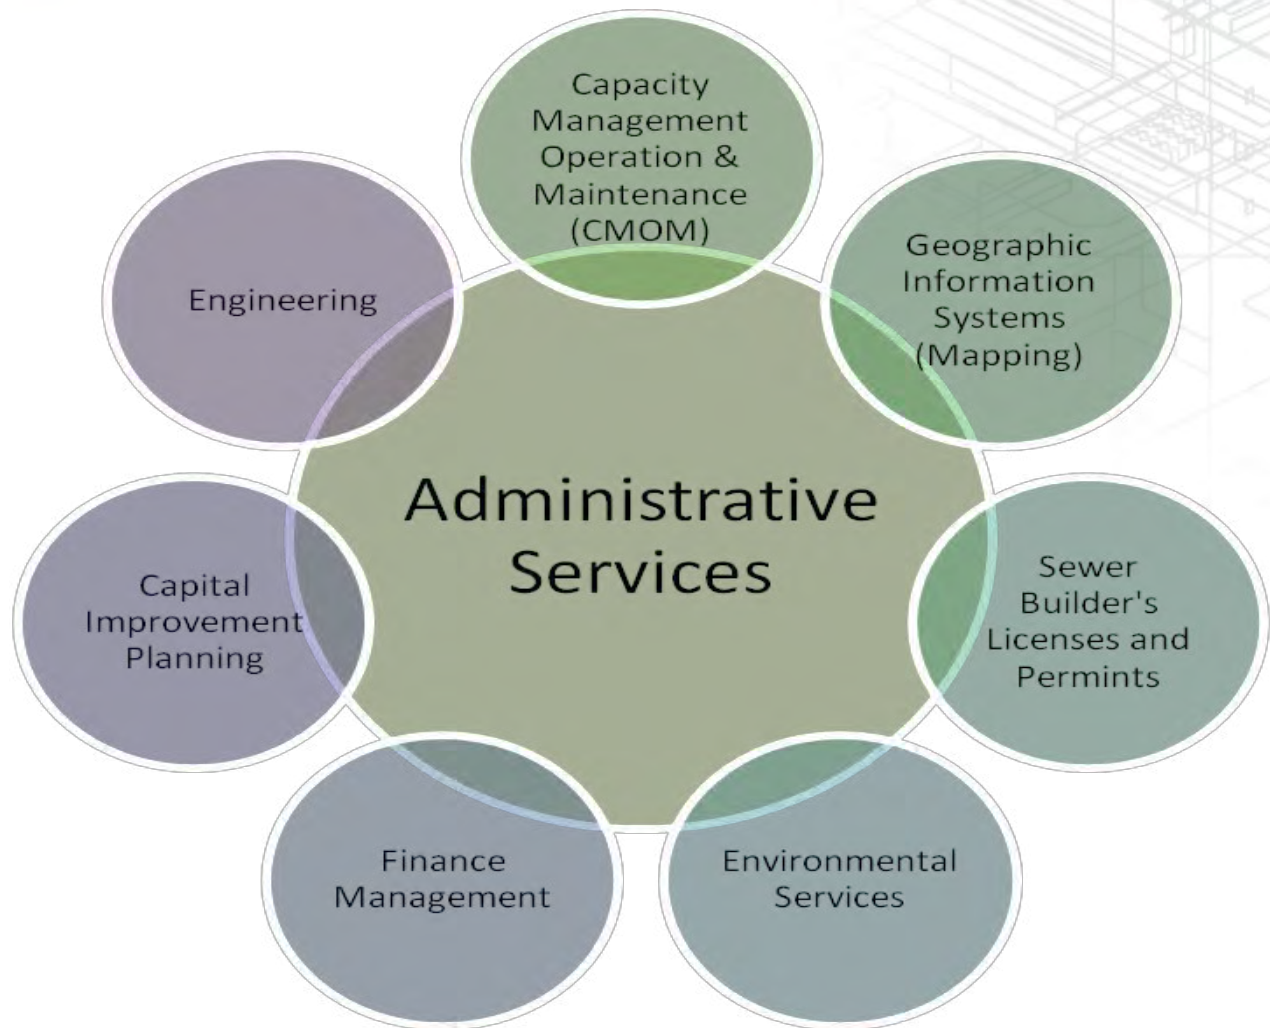 Capacity
Management
Operation &
Maintenance
(CMOM)
Geographic
Information
Systems
(Mapping)
Sewer
Builder's
Licenses and
Permints
Environmental
Services
Finance
Management
Capital
Improvement
Planning
Engineering
Administrative
Services